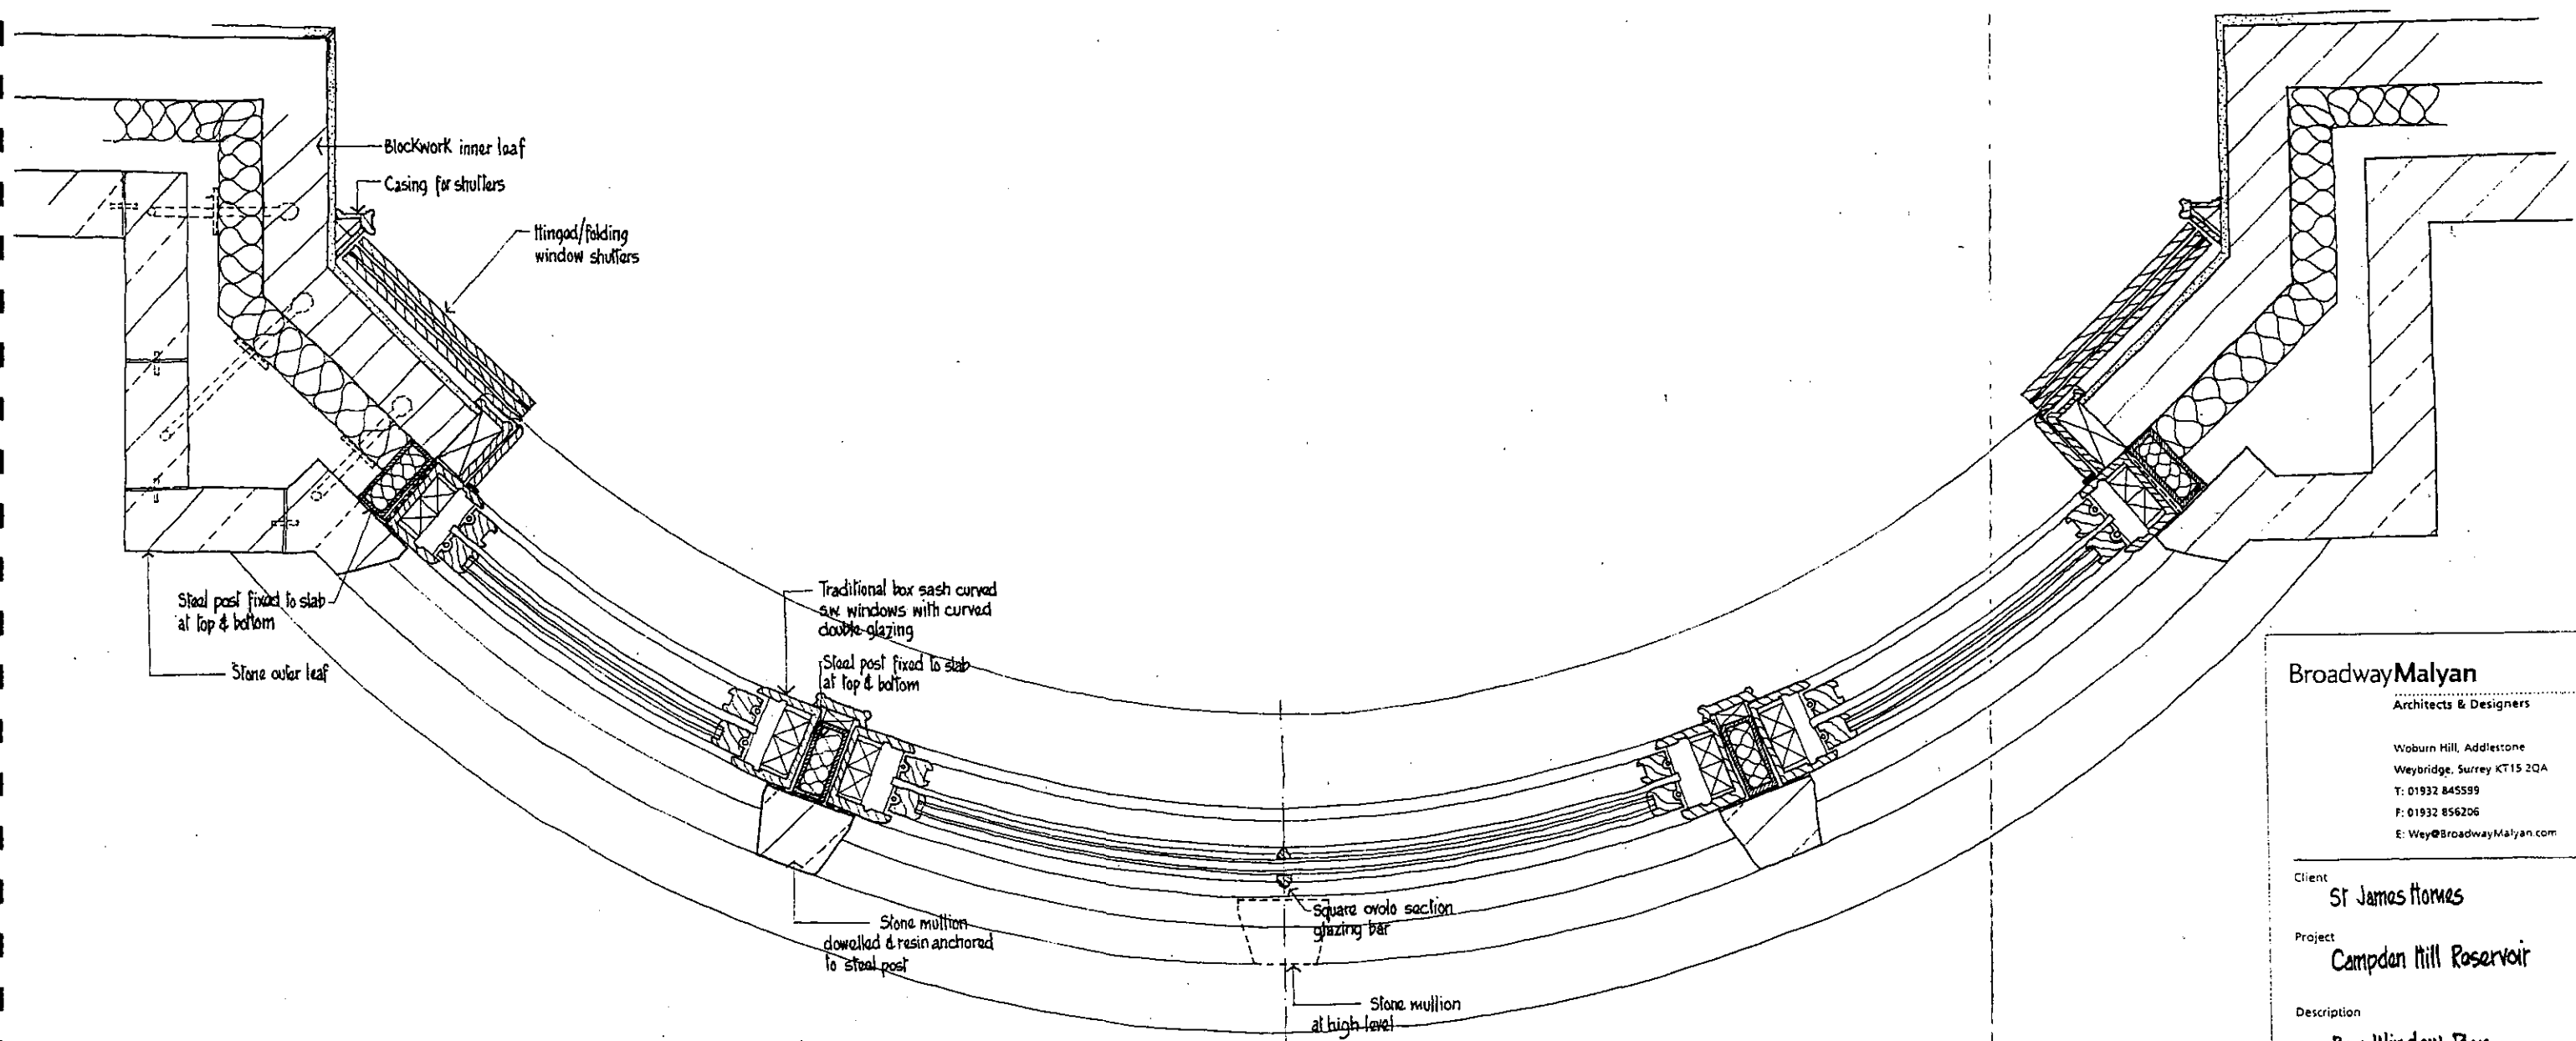 Blockwork inner leaf
Casing for shutters
Hinged/folding
window shutters
Steel post fixed to slab
at top & bottom
Stone outer leaf
Traditional box sash curved
s.w. windows with curved
double glazing
Steel post fixed to slab
at top & bottom
Stone mullion
dowelled & resin anchored
to steel post
Square ovolo section
glazing bar
Stone mullion
at high level
BroadwayMalyan
Architects & Designers
Woburn Hill, Addlestone
Weybridge, Surrey KT15 2QA
T: 01932 845599
F: 01932 856206
E: Wey@BroadwayMalyan.com
Client
St James Homes
Project
Campden Hill Reservoir
Description
Bay Window Plan